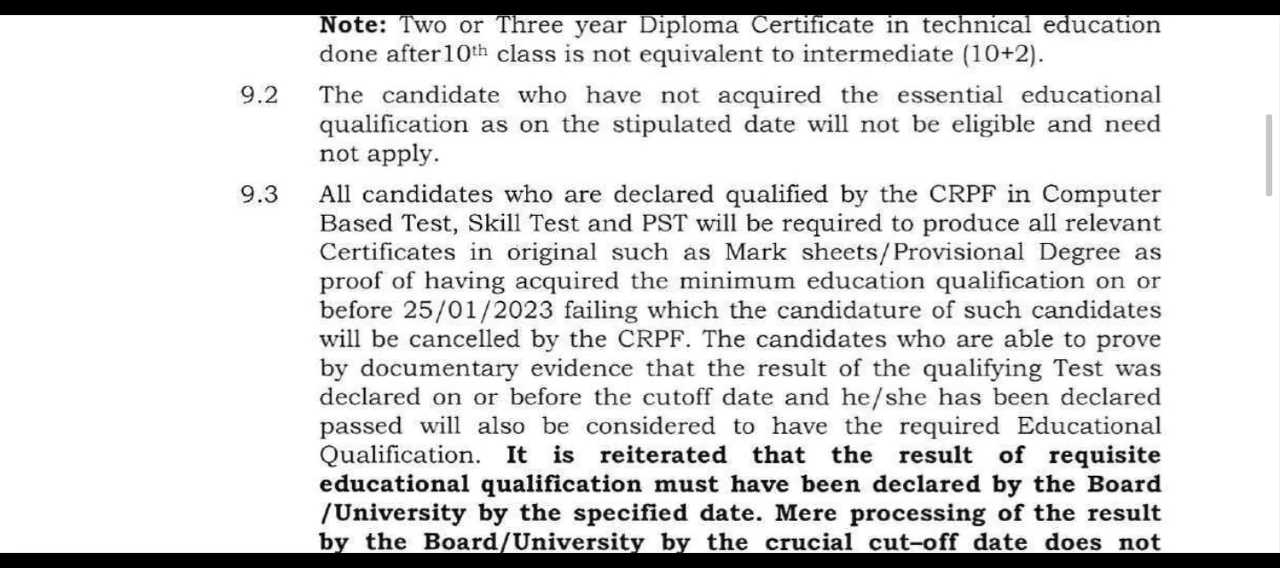 Note: Two or Three year Diploma Certificate in technical education
done after10th class is not equivalent to intermediate (10+2).
9.2 The candidate who have not acquired the essential educational
qualification as on the stipulated date will not be eligible and need
not apply.
9.3 All candidates who are declared qualified by the CRPF in Computer
Based Test, Skill Test and PST will be required to produce all relevant
Certificates in original such as Mark sheets/Provisional Degree as
proof of having acquired the minimum education qualification on or
before 25/01/2023 failing which the candidature of such candidates
will be cancelled by the CRPF. The candidates who are able to prove
by documentary evidence that the result of the qualifying Test was
declared on or before the cutoff date and he/she has been declared
passed will also be considered to have the required Educational
Qualification. It is reiterated that the result of requisite
educational qualification must have been declared by the Board
/University by the specified date. Mere processing of the result
by the Board/University by the crucial cut-off date does not